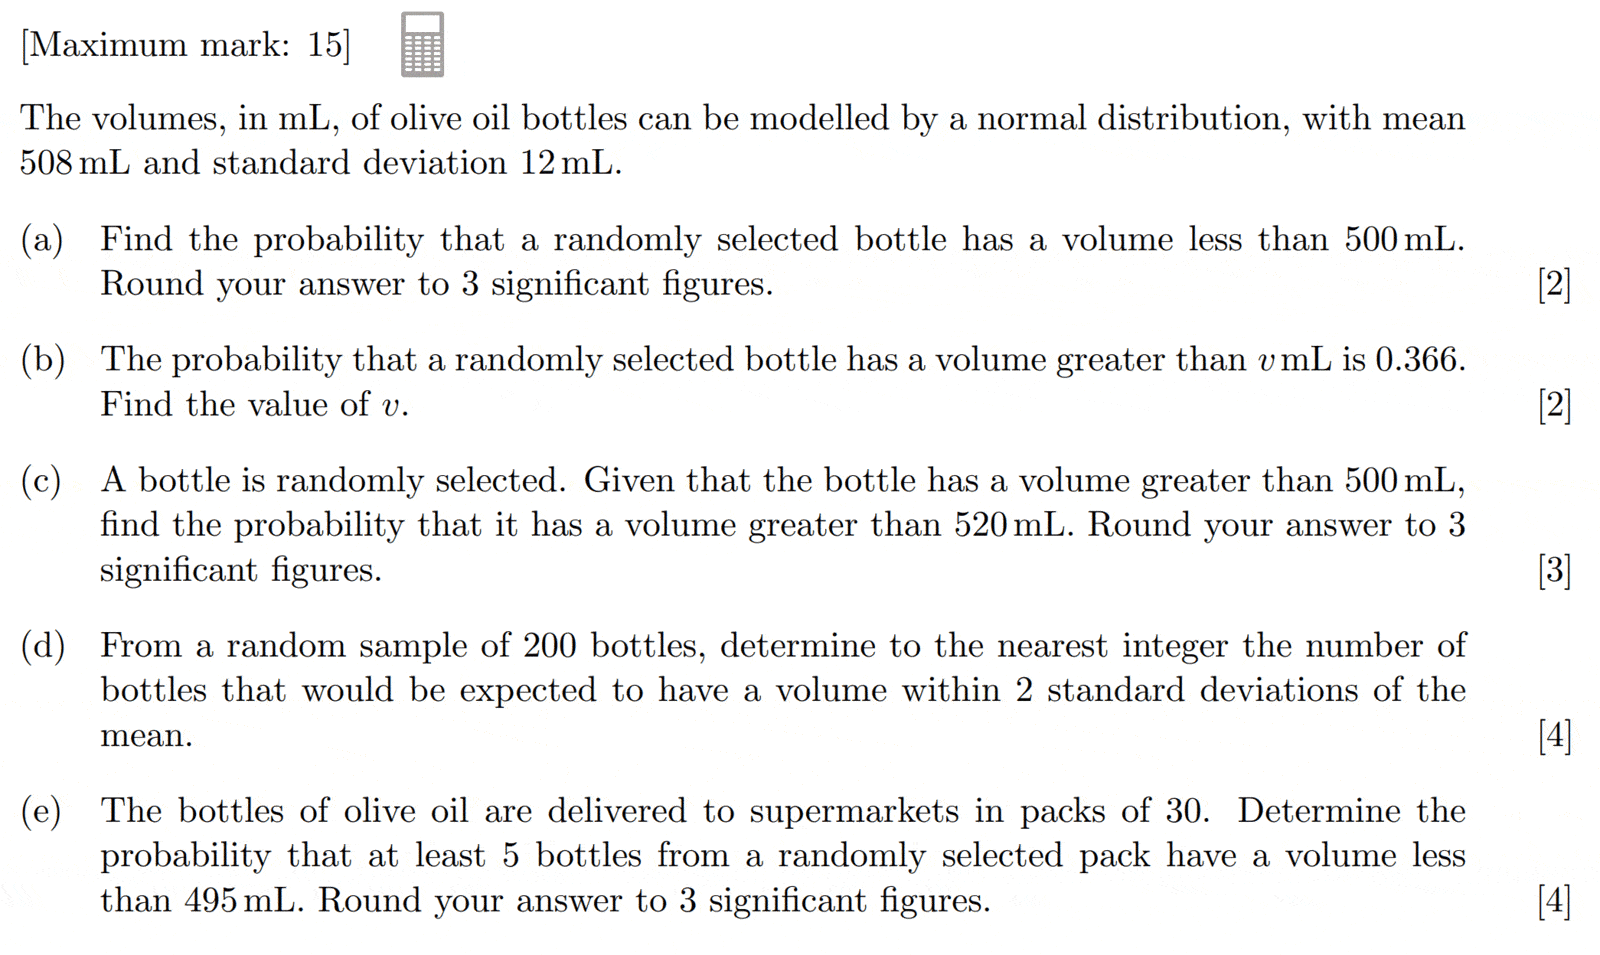 [Maximum mark: 15]
The volumes, in mL, of olive oil bottles can be modelled by a normal distribution, with mean
508 mL and standard deviation 12 mL.
(a) Find the probability that a randomly selected bottle has a volume less than 500 mL.
Round your answer to 3 significant figures. [2]
(b) The probability that a randomly selected bottle has a volume greater than v mL is 0.366.
Find the value of v. [2]
(c) A bottle is randomly selected. Given that the bottle has a volume greater than 500 mL,
find the probability that it has a volume greater than 520 mL. Round your answer to 3
significant figures. [3]
(d) From a random sample of 200 bottles, determine to the nearest integer the number of
bottles that would be expected to have a volume within 2 standard deviations of the
mean. [4]
(e) The bottles of olive oil are delivered to supermarkets in packs of 30. Determine the
probability that at least 5 bottles from a randomly selected pack have a volume less
than 495 mL. Round your answer to 3 significant figures. [4]